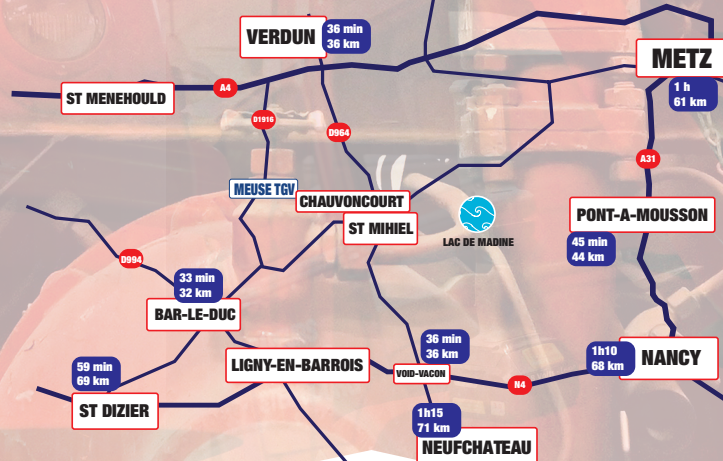 VERDUN
36 min
36 km
METZ
1 h
61 km
ST MENEHOULD
A4
D1916
D964
A31
MEUSE TGV
CHAUVONCOURT
ST MIHIEL
LAC DE MADINE
PONT-A-MOUSSON
45 min
44 km
D994
33 min
32 km
BAR-LE-DUC
36 min
36 km
1h10
68 km
NANCY
59 min
69 km
LIGNY-EN-BARROIS
VOID-VACON
N4
ST DIZIER
1h15
71 km
NEUFCHATEAU